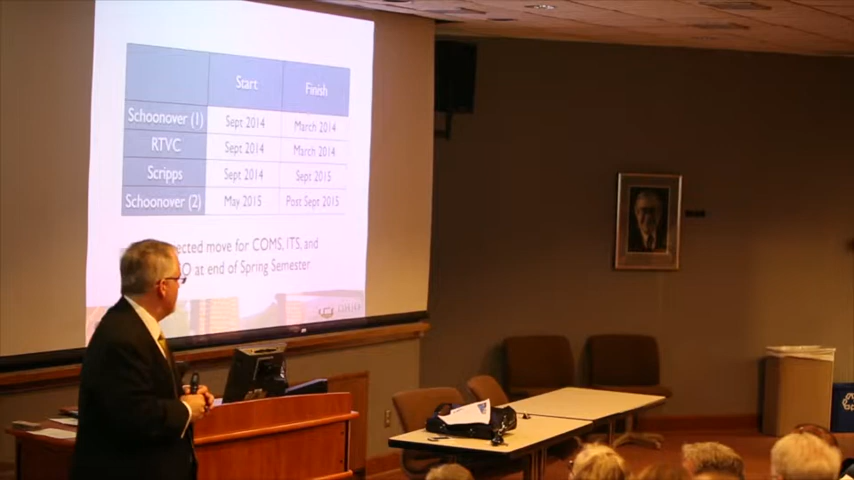 Start Finish
Schoonover (1) Sept 2014 March 2014
RTVC Sept 2014 March 2014
Scripps Sept 2014 Sept 2015
Schoonover (2) May 2015 Post Sept 2015
ected move for COMS, ITS, and
O at end of Spring Semester
OHIO